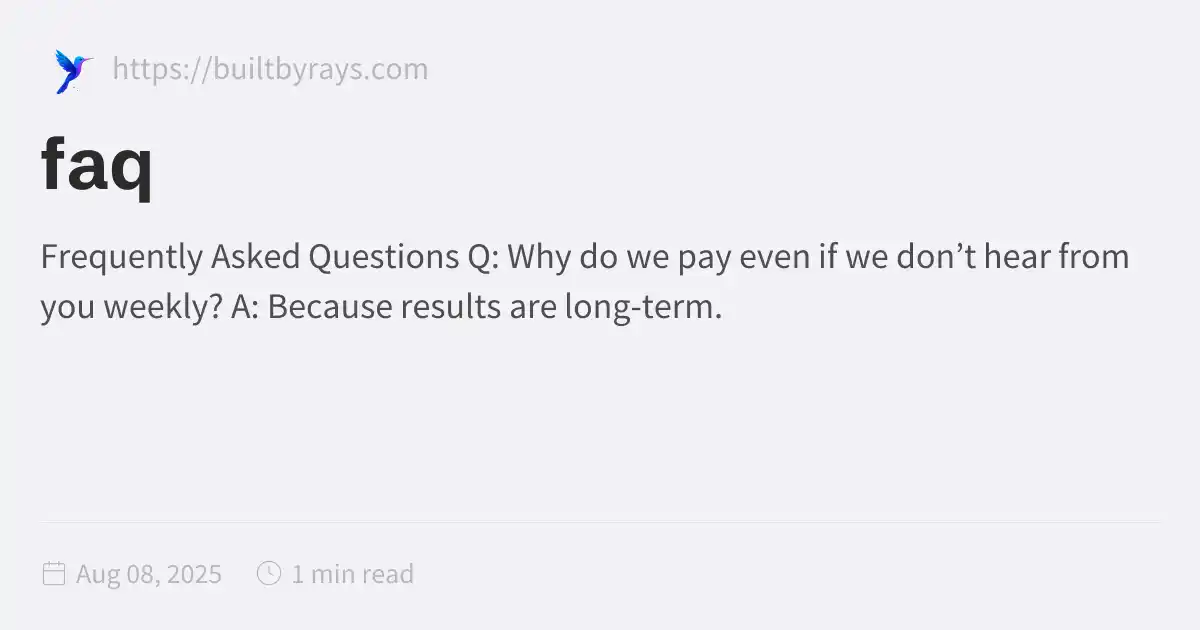 https://builtbyrays.com
faq
Frequently Asked Questions Q: Why do we pay even if we don’t hear from
you weekly? A: Because results are long-term.
Aug 08, 2025 1 min read